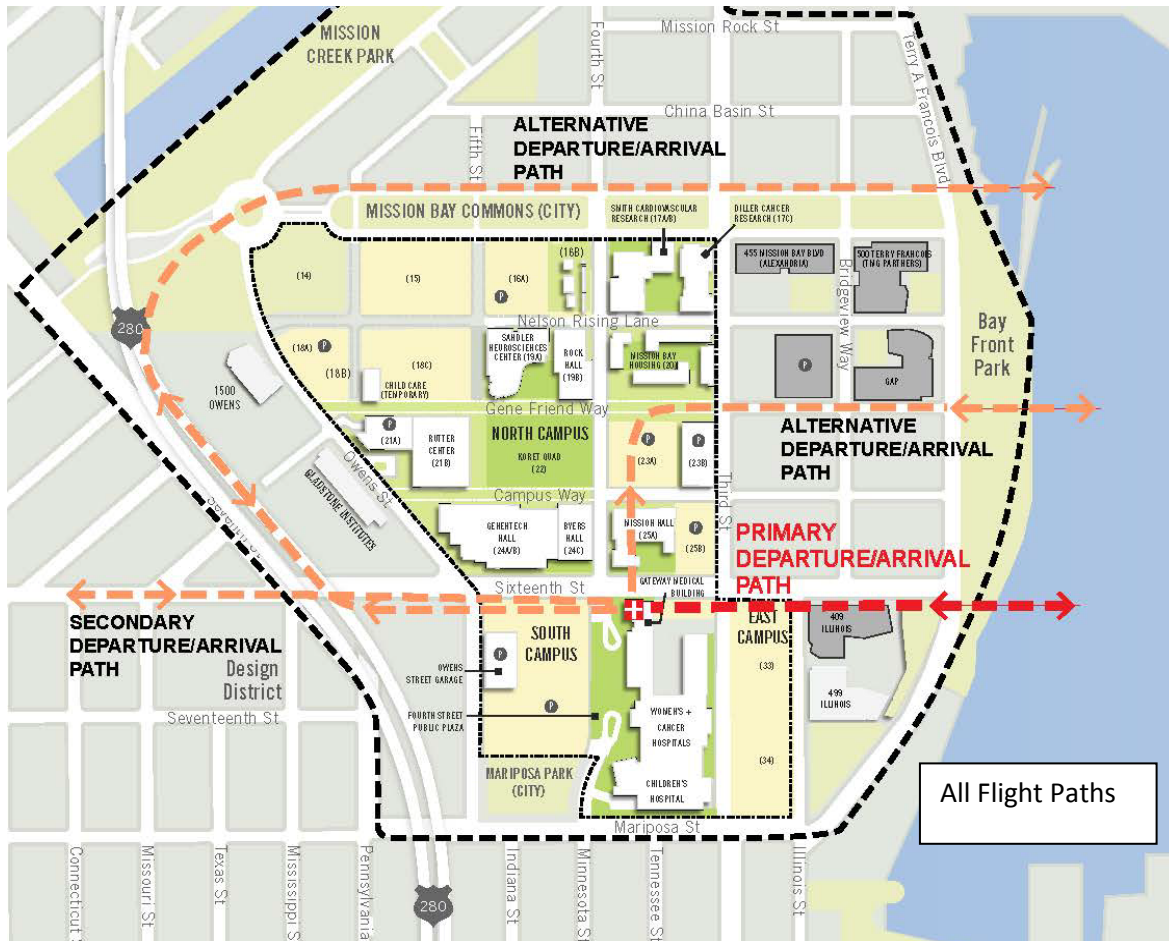 MISSION
CREEK PARK
Fourth St
Mission Rock St
Terry A Francois Blvd
China Basin St
Fifth St
ALTERNATIVE
DEPARTURE/ARRIVAL
PATH
MISSION BAY COMMONS (CITY)
SMITH CARDIOVASCULAR
RESEARCH (17A/B)
DILLER CANCER
RESEARCH (17C)
(14)
(15)
(16A)
P
(16B)
455 MISSION BAY BLVD
(ALEXANDRIA)
500 TERRY FRANCOIS
(TMG PARTNERS)
Bridgeview Way
280
Nelson Rising Lane
Bay
Front
Park
(18A)
P
(18B)
(18C)
CHILD CARE
(TEMPORARY)
SANDLER
NEUROSCIENCES
CENTER (19A)
ROCK
HALL
(19B)
MISSION BAY
HOUSING (20)
P
GAP
1500
OWENS
Gene Friend Way
P
(21A)
RUTTER
CENTER
(21B)
NORTH CAMPUS
KORET QUAD
(22)
P
(23A)
P
(23B)
ALTERNATIVE
DEPARTURE/ARRIVAL
PATH
Owens St
GLADSTONE INSTITUTES
Campus Way
Third St
GENENTECH
HALL
(24A/B)
BYERS
HALL
(24C)
MISSION HALL
(25A)
P
(25B)
PRIMARY
DEPARTURE/ARRIVAL
PATH
Sixteenth St
GATEWAY MEDICAL
BUILDING
SECONDARY
DEPARTURE/ARRIVAL
PATH
Design
District
SOUTH
CAMPUS
EAST
CAMPUS
409
ILLINOIS
P
OWENS
STREET GARAGE
(33)
P
499
ILLINOIS
Seventeenth St
FOURTH STREET
PUBLIC PLAZA
WOMEN'S +
CANCER
HOSPITALS
(34)
MARIPOSA PARK
(CITY)
CHILDREN'S
HOSPITAL
All Flight Paths
Mariposa St
Connecticut S
Missouri St
Texas St
Mississippi S
Pennsylvania
280
Indiana St
Minnesota St
Tennessee St
Illinois St